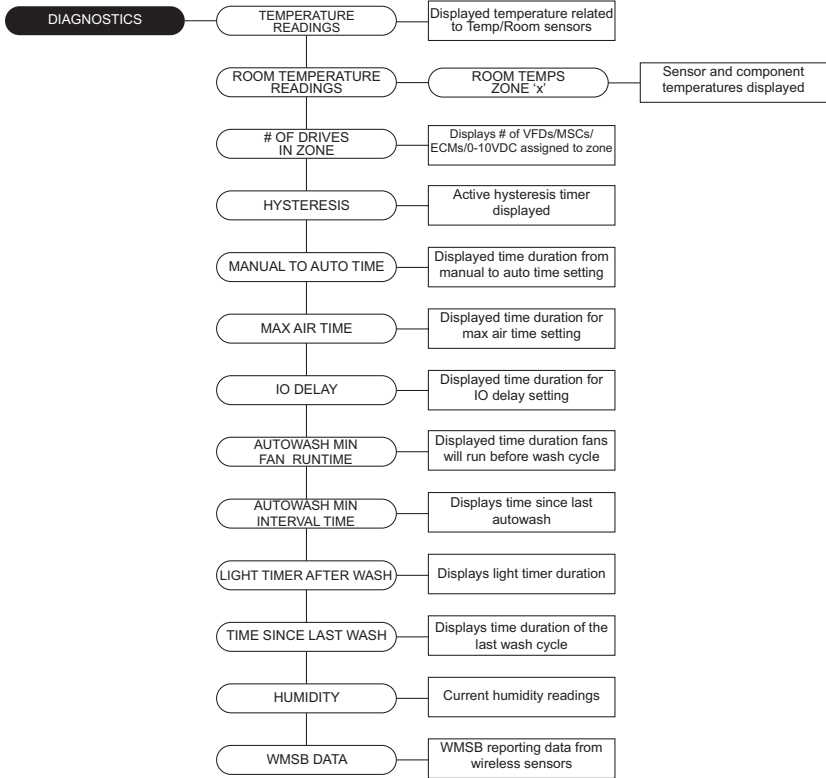 DIAGNOSTICS
TEMPERATURE
READINGS
Displayed temperature related
to Temp/Room sensors
ROOM TEMPERATURE
READINGS
ROOM TEMPS
ZONE ‘x’
Sensor and component
temperatures displayed
# OF DRIVES
IN ZONE
Displays # of VFDs/MSCs/
ECMs/0-10VDC assigned to zone
HYSTERESIS
Active hysteresis timer
displayed
MANUAL TO AUTO TIME
Displayed time duration from
manual to auto time setting
MAX AIR TIME
Displayed time duration for
max air time setting
IO DELAY
Displayed time duration for
IO delay setting
AUTOWASH MIN
FAN RUNTIME
Displayed time duration fans
will run before wash cycle
AUTOWASH MIN
INTERVAL TIME
Displays time since last
autowash
LIGHT TIMER AFTER WASH
Displays light timer duration
TIME SINCE LAST WASH
Displays time duration of the
last wash cycle
HUMIDITY
Current humidity readings
WMSB DATA
WMSB reporting data from
wireless sensors